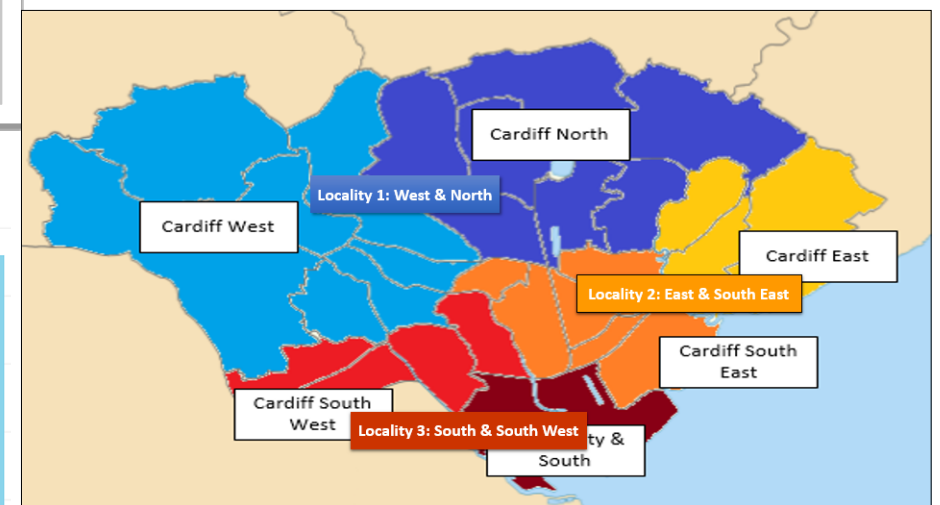 Cardiff North
Locality 1: West & North
Cardiff West
Cardiff East
Locality 2: East & South East
Cardiff South
East
Cardiff South
West
Locality 3: South & South West
ty &
South